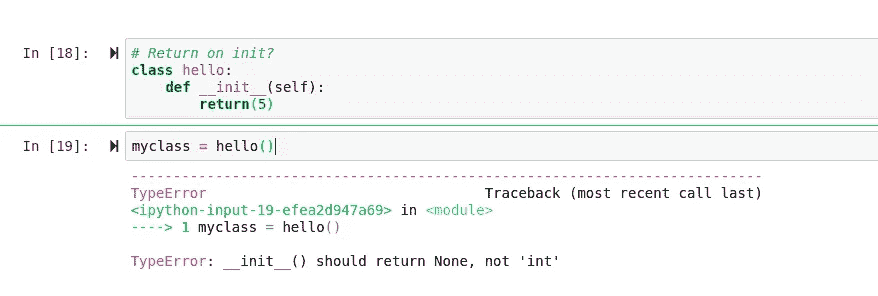 In [18]: # Return on init?
class hello:
    def __init__(self):
        return(5)
In [19]: myclass = hello()
---------------------------------------------------------------------------
TypeError                                 Traceback (most recent call last)
<ipython-input-19-efea2d947a69> in <module>
----> 1 myclass = hello()

TypeError: __init__() should return None, not 'int'